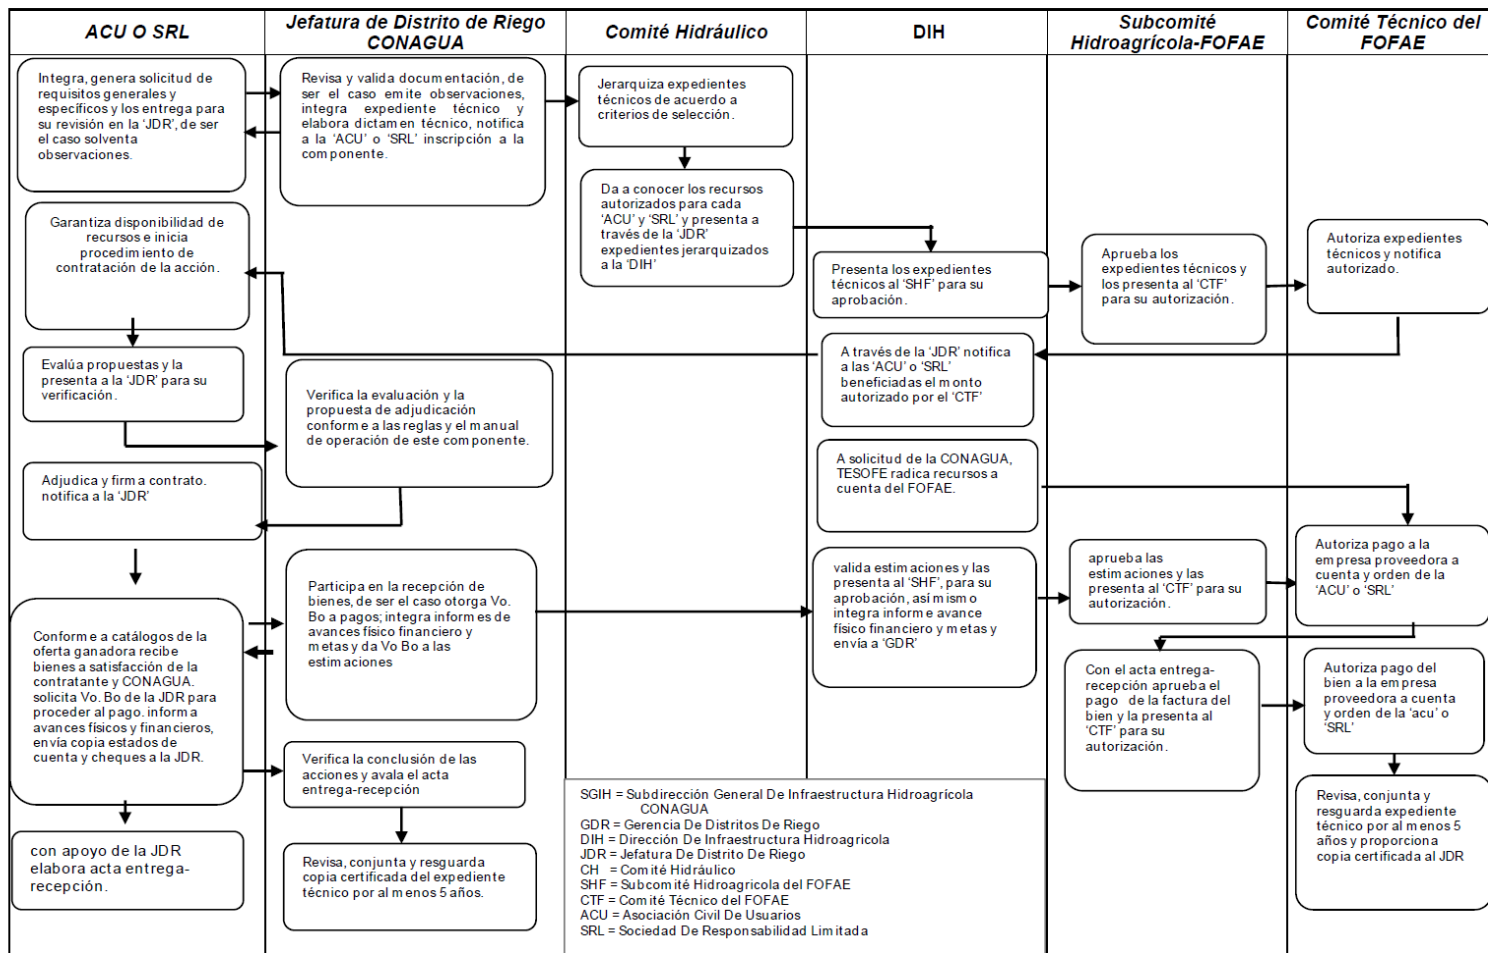 ACU O SRL
Jefatura de Distrito de Riego
CONAGUA
Comité Hidráulico
DIH
Subcomité
Hidroagrícola-FOFAE
Comité Técnico del
FOFAE
Integra, genera solicitud de
requisitos generales y
específicos y los entrega para
su revisión en la ‘JDR’, de ser
el caso solventa
observaciones.
Revisa y valida documentación, de
ser el caso emite observaciones,
integra expediente técnico y
elabora dictamen técnico, notifica
a la ‘ACU’ o ‘SRL’ inscripción a la
componente.
Jerarquiza expedientes
técnicos de acuerdo a
criterios de selección.
Da a conocer los recursos
autorizados para cada
‘ACU’ y ‘SRL’ y presenta a
través de la ‘JDR’
expedientes jerarquizados
a la ‘DIH’
Presenta los expedientes
técnicos al ‘SHF’ para su
aprobación.
Aprueba los
expedientes técnicos y
los presenta al ‘CTF’
para su autorización.
Autoriza expedientes
técnicos y notifica
autorizado.
Garantiza disponibilidad de
recursos e inicia
procedimiento de
contratación de la acción.
A través de la ‘JDR’ notifica
a las ‘ACU’ o ‘SRL’
beneficiadas el monto
autorizado por el ‘CTF’
Evalúa propuestas y la
presenta a la ‘JDR’ para su
verificación.
Verifica la evaluación y la
propuesta de adjudicación
conforme a las reglas y el manual
de operación de este componente.
Adjudica y firma contrato.
notifica a la ‘JDR’
A solicitud de la CONAGUA,
TESOFE radica recursos a
cuenta del FOFAE.
Conforme a catálogos de la
oferta ganadora recibe
bienes a satisfacción de la
contratante y CONAGUA.
solicita Vo. Bo de la JDR para
proceder al pago. informa
avances físicos y financieros,
envía copia estados de
cuenta y cheques a la JDR.
Participa en la recepción de
bienes, de ser el caso otorga Vo.
Bo a pagos; integra informes de
avances físico financiero y
metas y da Vo Bo a las
estimaciones
valida estimaciones y las
presenta al ‘SHF’, para su
aprobación, así mismo
integra informe avance
físico financiero y metas y
envía a ‘GDR’
aprueba las
estimaciones y las
presenta al ‘CTF’ para su
autorización.
Autoriza pago a la
empresa proveedora a
cuenta y orden de la
‘ACU’ o ‘SRL’
Con el acta entrega-
recepción aprueba el
pago de la factura del
bien y la presenta al
‘CTF’ para su
autorización.
Autoriza pago del
bien a la empresa
proveedora a cuenta
y orden de la ‘acu’ o
‘SRL’
Verifica la conclusión de las
acciones y avala el acta
entrega-recepción
con apoyo de la JDR
elabora acta entrega-
recepción.
Revisa, conjunta y resguarda
copia certificada del expediente
técnico por al menos 5 años.
Revisa, conjunta y
resguarda expediente
técnico por al menos 5
años y proporciona
copia certificada al JDR
SGIH = Subdirección General De Infraestructura Hidroagrícola
CONAGUA
GDR = Gerencia De Distritos De Riego
DIH = Dirección De Infraestructura Hidroagricola
JDR = Jefatura De Distrito De Riego
CH = Comité Hidráulico
SHF = Subcomité Hidroagricola del FOFAE
CTF = Comité Técnico del FOFAE
ACU = Asociación Civil De Usuarios
SRL = Sociedad De Responsabilidad Limitada